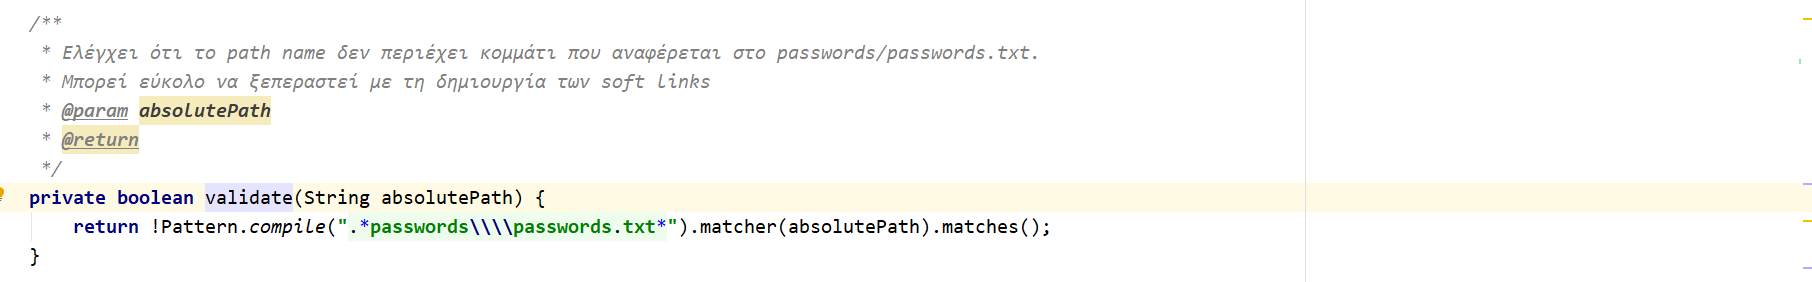 /**
 * Ελέγχει ότι το path name δεν περιέχει κομμάτι που αναφέρεται στο passwords/passwords.txt.
 * Μπορεί εύκολο να ξεπεραστεί με τη δημιουργία των soft links
 * @param absolutePath
 * @return
 */
private boolean validate(String absolutePath) {
    return !Pattern.compile(".*passwords\\\\passwords.txt*").matcher(absolutePath).matches();
}